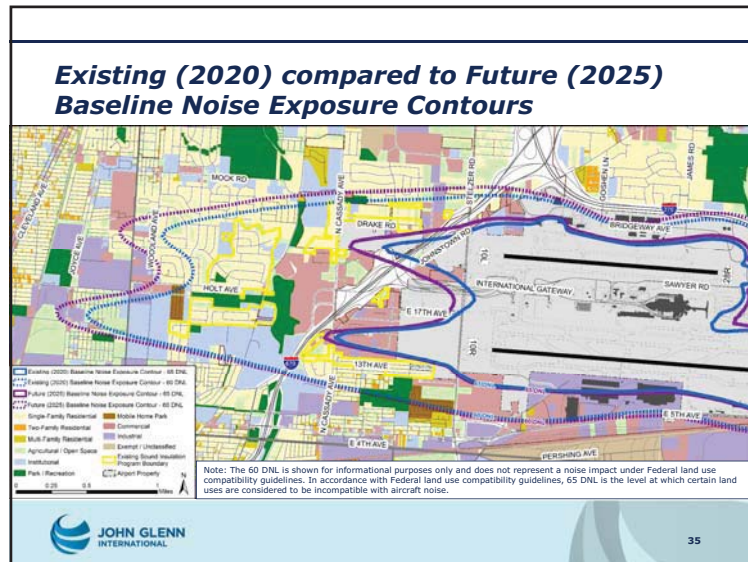 Existing (2020) compared to Future (2025)
Baseline Noise Exposure Contours
MOCK RD
CLEVELAND AVE
JOYCE AVE
WOODLAND AVE
N CASSADY AVE
STELZER RD
GOSHEN LN
JAMES RD
DRAKE RD
JOHNSTOWN RD
BRIDGEWAY AVE
HOLT AVE
10L
28R
INTERNATIONAL GATEWAY
SAWYER RD
E 17TH AVE
10R
13TH AVE
N CASSADY AVE
E 5TH AVE
E 4TH AVE
PERSHING AVE
Existing (2020) Baseline Noise Exposure Contour - 65 DNL
Existing (2020) Baseline Noise Exposure Contour - 60 DNL
Future (2025) Baseline Noise Exposure Contour - 65 DNL
Future (2025) Baseline Noise Exposure Contour - 60 DNL
Single-Family Residential
Two-Family Residential
Multi-Family Residential
Agricultural / Open Space
Institutional
Park / Recreation
Mobile Home Park
Commercial
Industrial
Exempt / Unclassified
Existing Sound Insulation
Program Boundary
Airport Property
0 0.25 0.5 1
Miles
N
Note: The 60 DNL is shown for informational purposes only and does not represent a noise impact under Federal land use
compatibility guidelines. In accordance with Federal land use compatibility guidelines, 65 DNL is the level at which certain land
uses are considered to be incompatible with aircraft noise.
JOHN GLENN
INTERNATIONAL
35